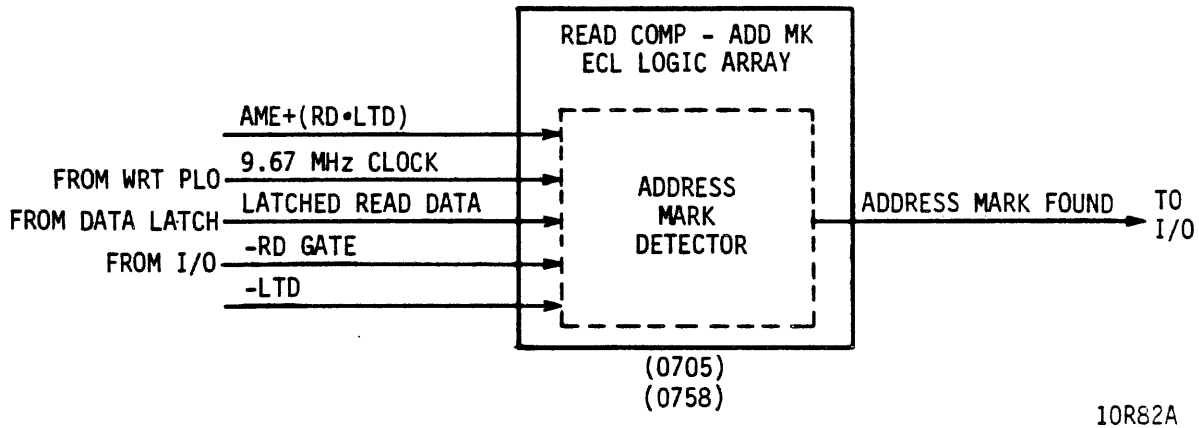 READ COMP - ADD MK
ECL LOGIC ARRAY
AME+(RD•LTD)
FROM WRT PLO
9.67 MHz CLOCK
FROM DATA LATCH
LATCHED READ DATA
FROM I/O
-RD GATE
-LTD
ADDRESS
MARK
DETECTOR
ADDRESS MARK FOUND
TO
I/O
(0705)
(0758)
10R82A